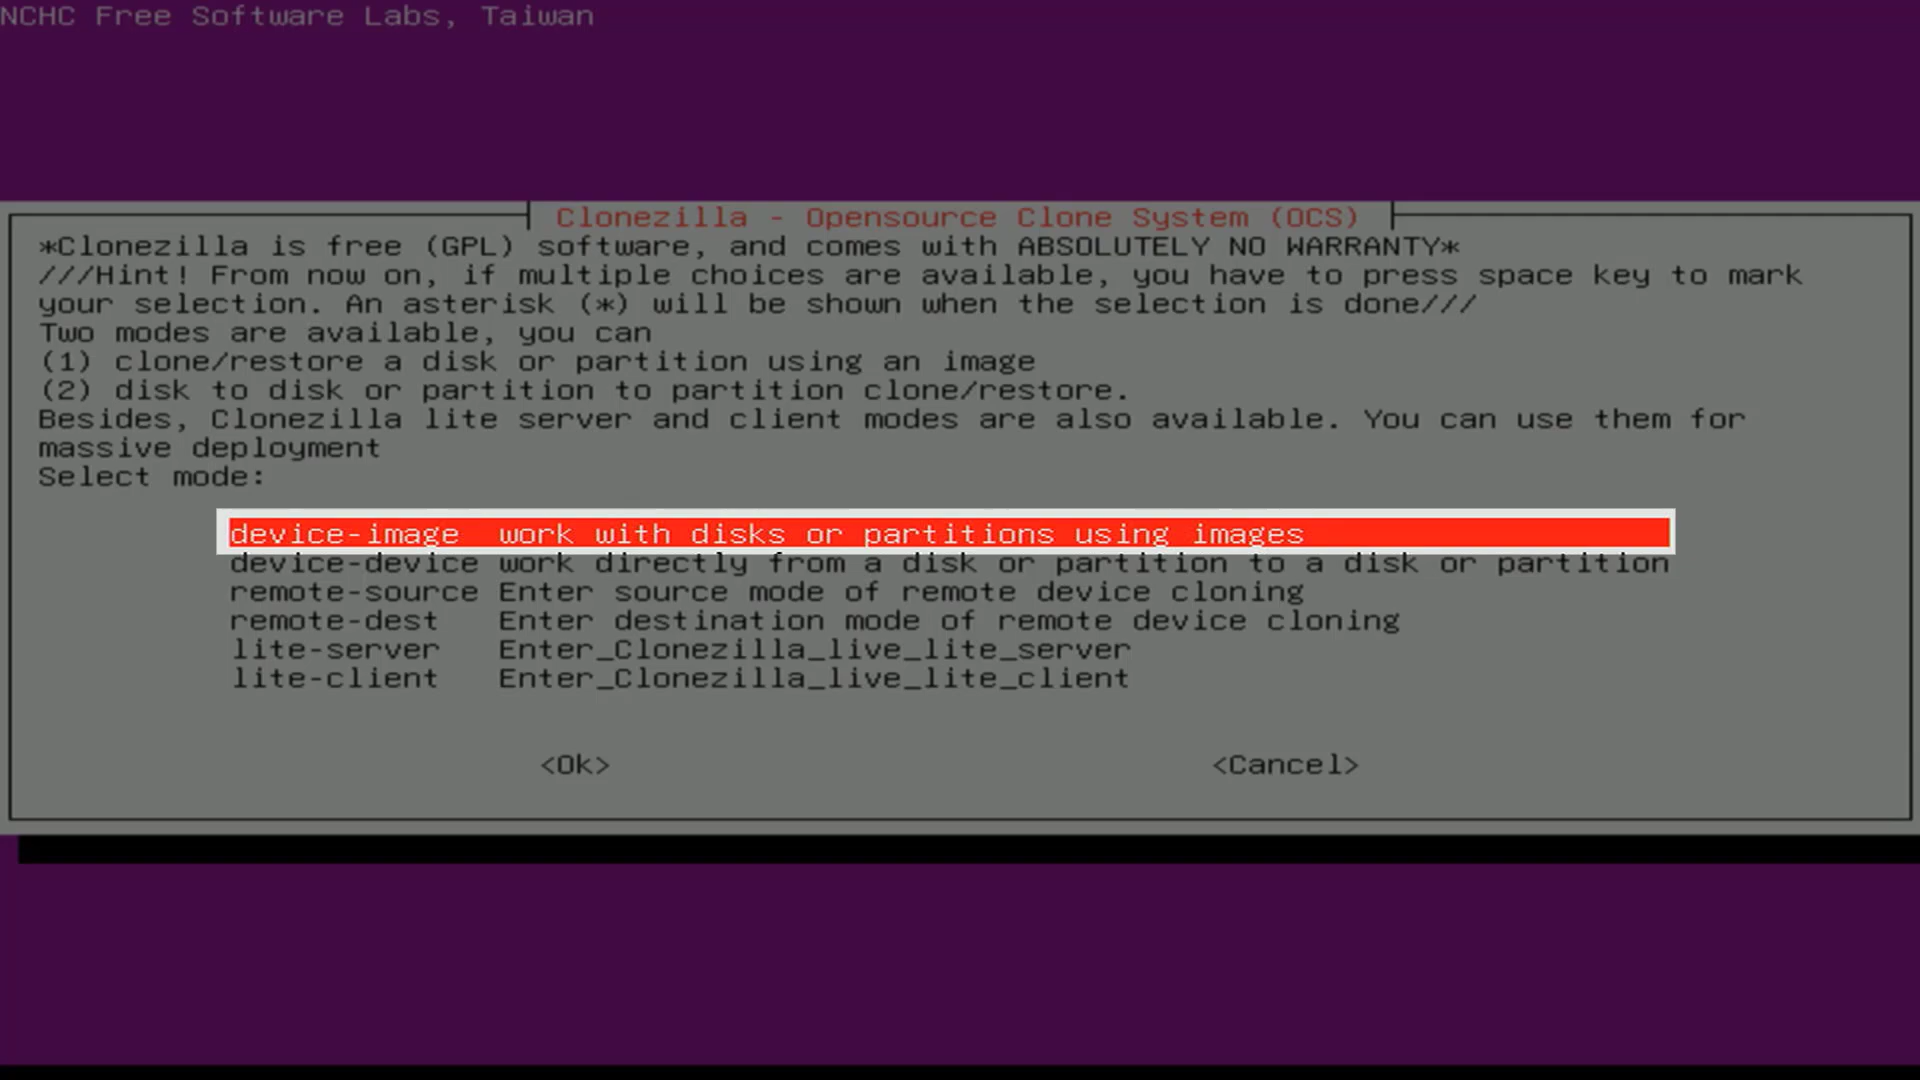 NCHC Free Software Labs, Taiwan
Clonezilla - Opensource Clone System (OCS)
*Clonezilla is free (GPL) software, and comes with ABSOLUTELY NO WARRANTY*
///Hint! From now on, if multiple choices are available, you have to press space key to mark
your selection. An asterisk (*) will be shown when the selection is done///
Two modes are available, you can
(1) clone/restore a disk or partition using an image
(2) disk to disk or partition to partition clone/restore.
Besides, Clonezilla lite server and client modes are also available. You can use them for
massive deployment
Select mode:
device-image work with disks or partitions using images
device-device work directly from a disk or partition to a disk or partition
remote-source Enter source mode of remote device cloning
remote-dest Enter destination mode of remote device cloning
lite-server Enter_Clonezilla_live_lite_server
lite-client Enter_Clonezilla_live_lite_client
<Ok> <Cancel>